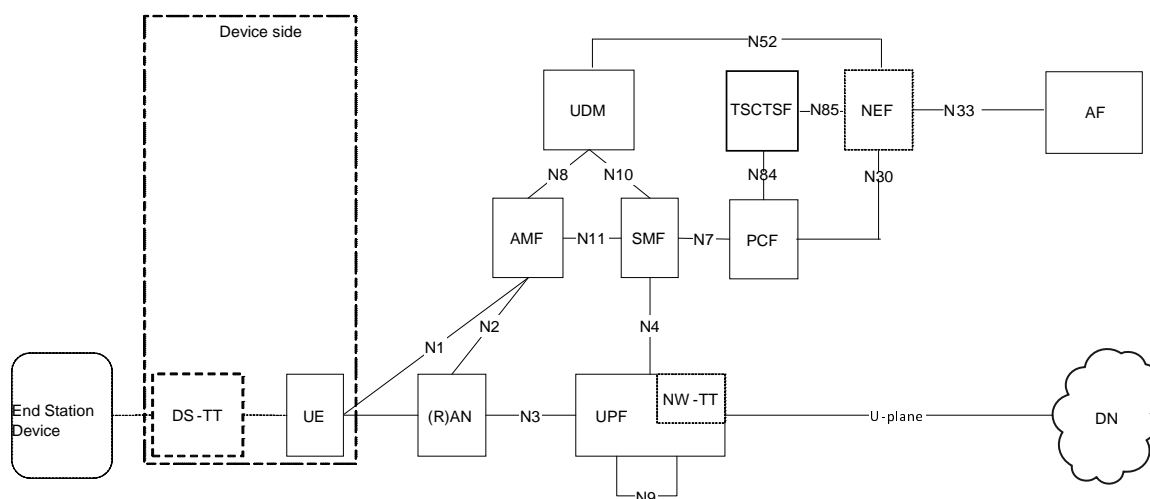 Device side
N52
UDM
TSCTSF
N85
NEF
N33
AF
N8
N10
N84
N30
AMF
N11
SMF
N7
PCF
N1
N2
N4
End Station
Device
DS-TT
UE
(R)AN
N3
UPF
NW-TT
U-plane
DN
N9